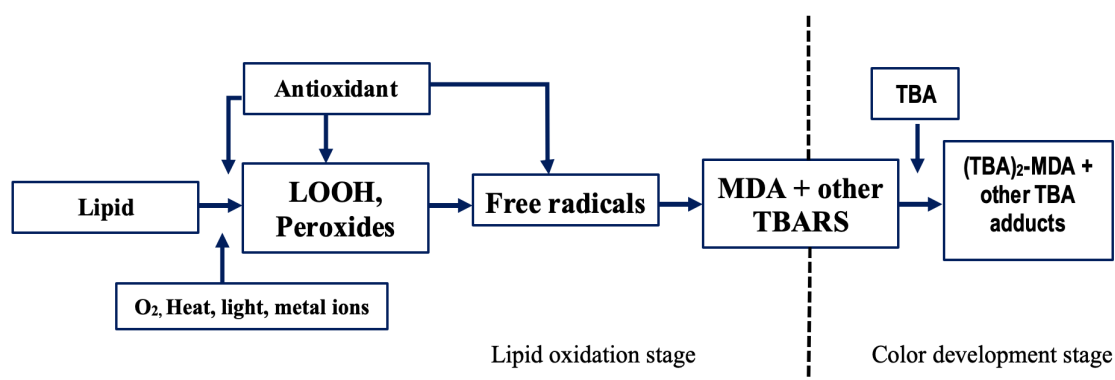 Antioxidant
TBA
Lipid
LOOH,
Peroxides
Free radicals
MDA + other
TBARS
(TBA)₂-MDA +
other TBA
adducts
O₂, Heat, light, metal ions
Lipid oxidation stage
Color development stage